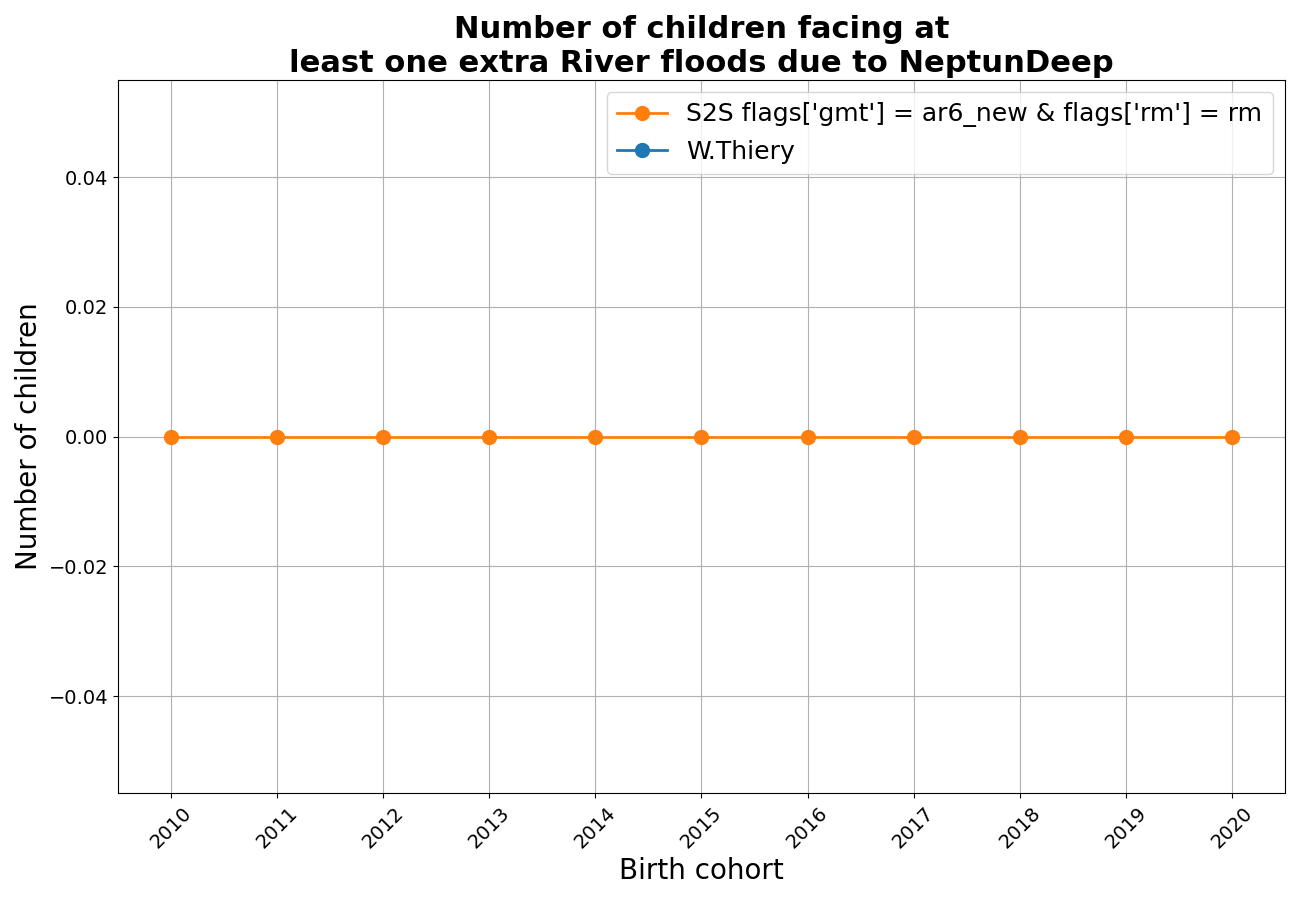 Number of children facing at
least one extra River floods due to NeptunDeep
S2S flags['gmt'] = ar6_new & flags['rm'] = rm
W.Thiery
Number of children
0.04
0.02
0.00
−0.02
−0.04
2010 2011 2012 2013 2014 2015 2016 2017 2018 2019 2020
Birth cohort